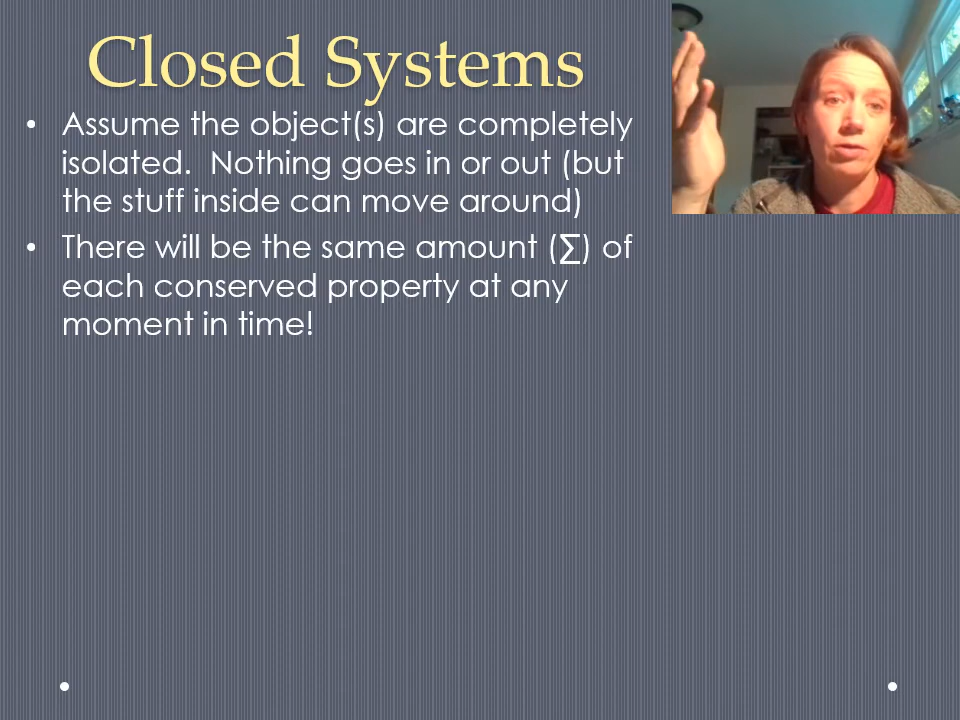 Closed Systems
• Assume the object(s) are completely
isolated.  Nothing goes in or out (but
the stuff inside can move around)
• There will be the same amount (∑) of
each conserved property at any
moment in time!